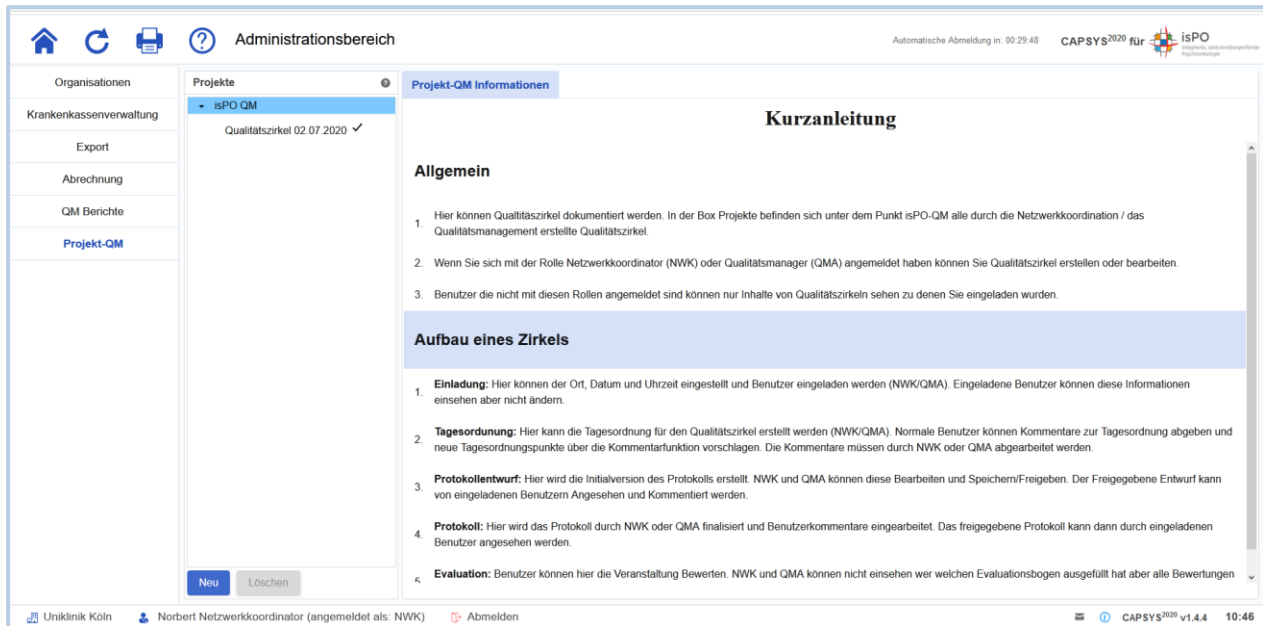 Administrationsbereich
Automatische Abmeldung in: 00:29:48
CAPSYS2020 für isPO
Integrierte, sektorenübergreifende
Psychoonkologie
Organisationen
Krankenkassenverwaltung
Export
Abrechnung
QM Berichte
Projekt-QM
Projekte
isPO QM
Qualitätszirkel 02.07.2020 ✓
Neu
Löschen
Projekt-QM Informationen
Kurzanleitung
Allgemein
1. Hier können Qualtitäszirkel dokumentiert werden. In der Box Projekte befinden sich unter dem Punkt isPO-QM alle durch die Netzwerkkoordination / das
Qualitätsmanagement erstellte Qualitätszirkel.
2. Wenn Sie sich mit der Rolle Netzwerkkoordinator (NWK) oder Qualitätsmanager (QMA) angemeldet haben können Sie Qualitätszirkel erstellen oder bearbeiten.
3. Benutzer die nicht mit diesen Rollen angemeldet sind können nur Inhalte von Qualitätszirkeln sehen zu denen Sie eingeladen wurden.
Aufbau eines Zirkels
1. Einladung: Hier können der Ort, Datum und Uhrzeit eingestellt und Benutzer eingeladen werden (NWK/QMA). Eingeladene Benutzer können diese Informationen
einsehen aber nicht ändern.
2. Tagesordunung: Hier kann die Tagesordnung für den Qualitätszirkel erstellt werden (NWK/QMA). Normale Benutzer können Kommentare zur Tagesordnung abgeben und
neue Tagesordnungspunkte über die Kommentarfunktion vorschlagen. Die Kommentare müssen durch NWK oder QMA abgearbeitet werden.
3. Protokollentwurf: Hier wird die Initialversion des Protokolls erstellt. NWK und QMA können diese Bearbeiten und Speichern/Freigeben. Der Freigegebene Entwurf kann
von eingeladenen Benutzern Angesehen und Kommentiert werden.
4. Protokoll: Hier wird das Protokoll durch NWK oder QMA finalisiert und Benutzerkommentare eingearbeitet. Das freigegebene Protokoll kann dann durch eingeladenen
Benutzer angesehen werden.
5. Evaluation: Benutzer können hier die Veranstaltung Bewerten. NWK und QMA können nicht einsehen wer welchen Evaluationsbogen ausgefüllt hat aber alle Bewertungen
Uniklinik Köln
Norbert Netzwerkkoordinator (angemeldet als: NWK)
Abmelden
CAPSYS2020 v1.4.4
10:46